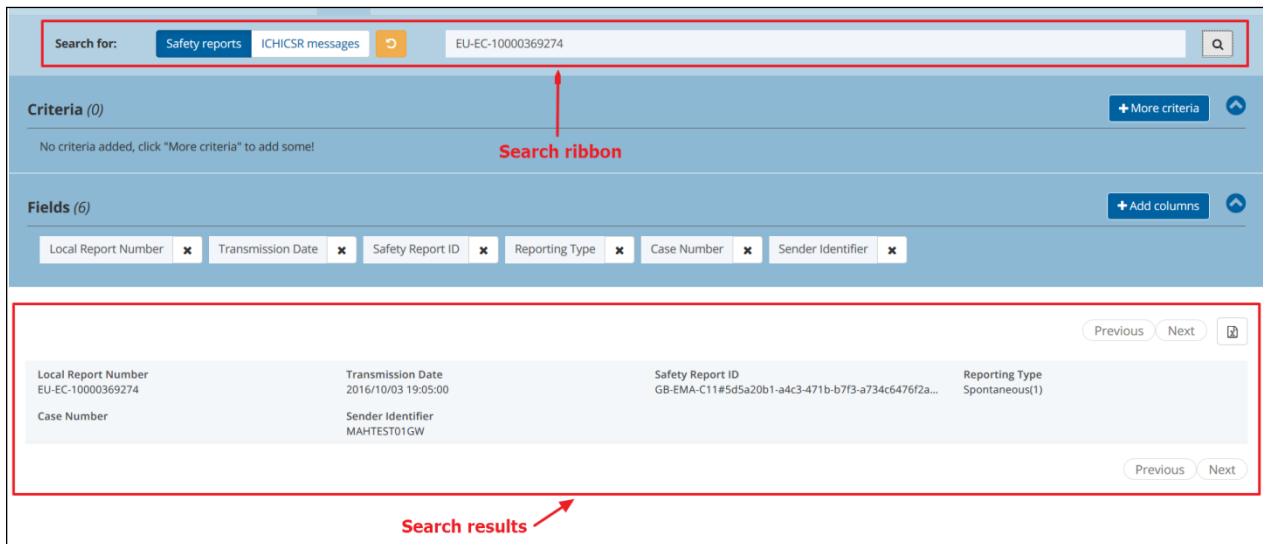 Search for: Safety reports ICHICSR messages EU-EC-10000369274
Criteria (0) More criteria
No criteria added, click "More criteria" to add some!
Search ribbon
Fields (6) Add columns
Local Report Number Transmission Date Safety Report ID Reporting Type Case Number Sender Identifier
Previous Next
Local Report Number Transmission Date Safety Report ID Reporting Type
EU-EC-10000369274 2016/10/03 19:05:00 GB-EMA-C11#5d5a20b1-a4c3-471b-b7f3-a734c6476f2a... Spontaneous(1)
Case Number Sender Identifier
MAHTEST01GW
Previous Next
Search results